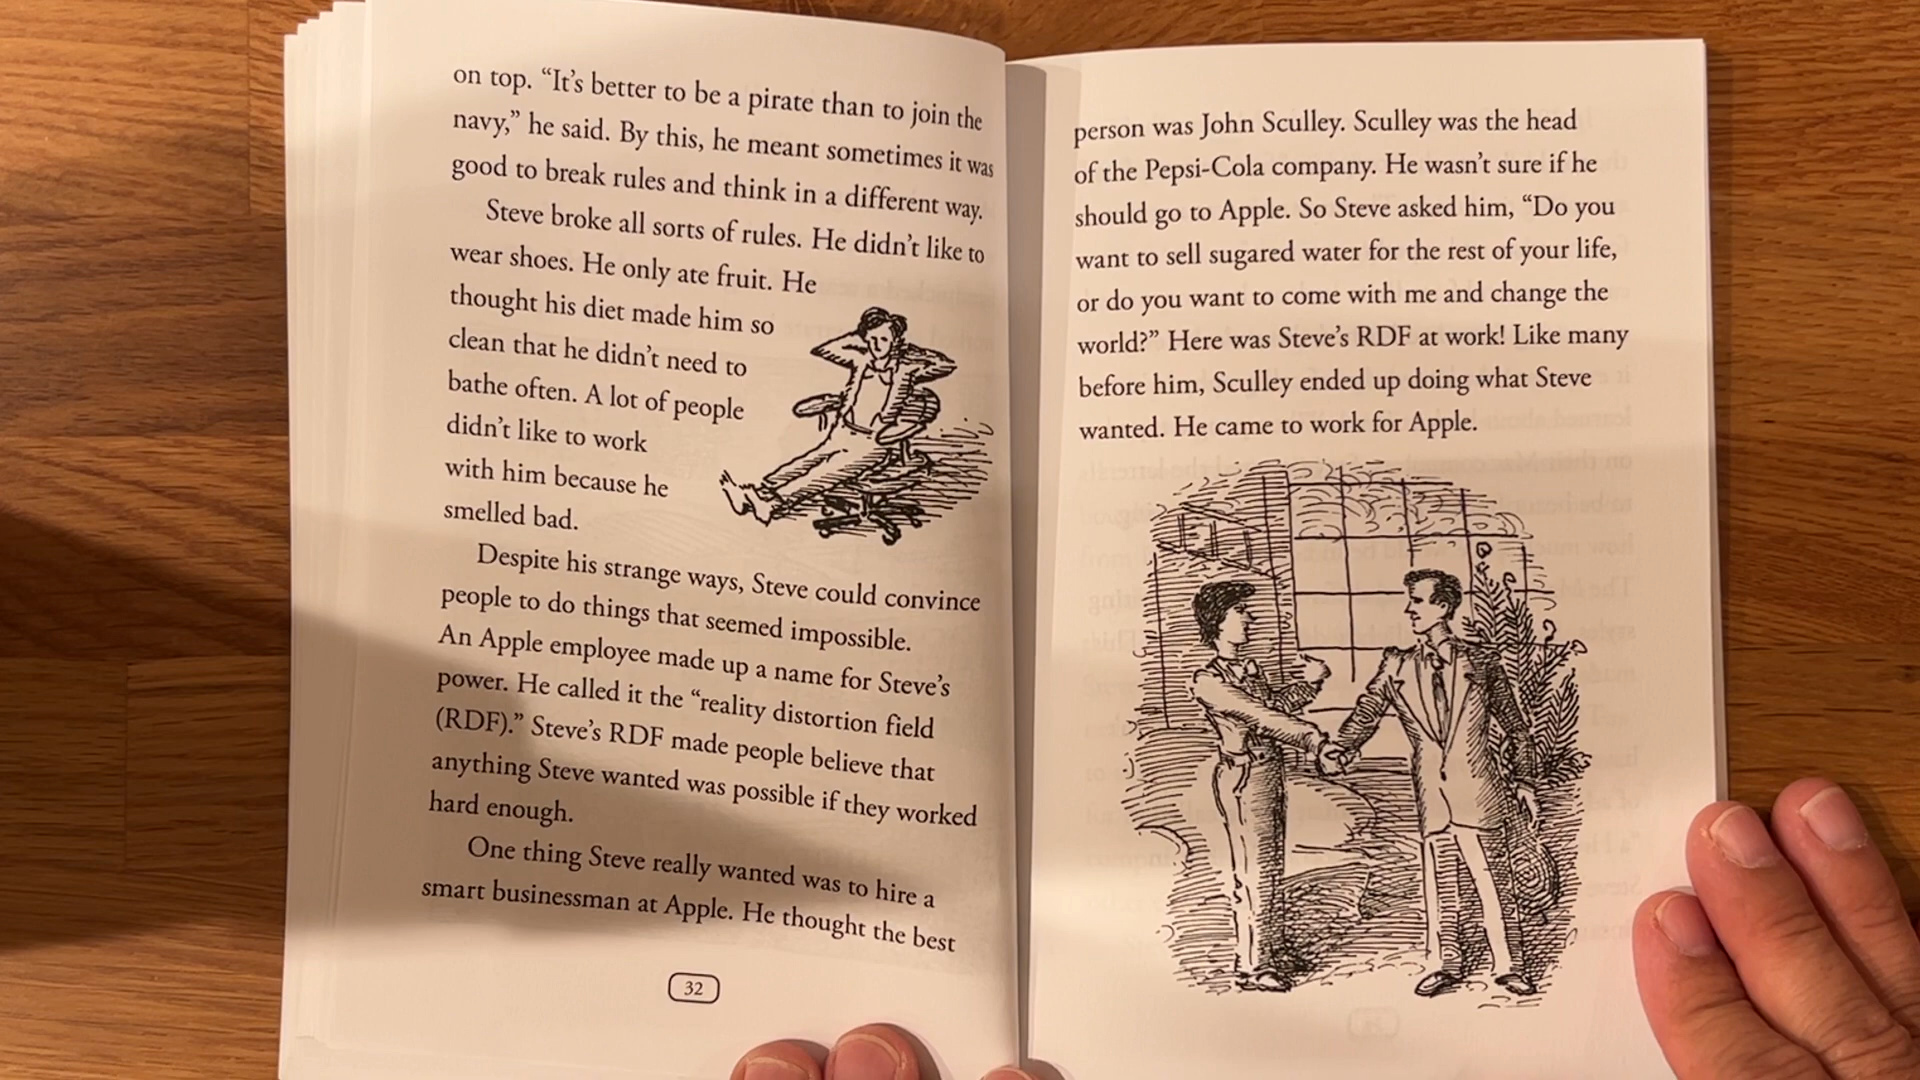 on top. “It’s better to be a pirate than to join the
navy,” he said. By this, he meant sometimes it was
good to break rules and think in a different way.
Steve broke all sorts of rules. He didn’t like to
wear shoes. He only ate fruit. He
thought his diet made him so
clean that he didn’t need to
bathe often. A lot of people
didn’t like to work
with him because he
smelled bad.
Despite his strange ways, Steve could convince
people to do things that seemed impossible.
An Apple employee made up a name for Steve’s
power. He called it the “reality distortion field
(RDF).” Steve’s RDF made people believe that
anything Steve wanted was possible if they worked
hard enough.
One thing Steve really wanted was to hire a
smart businessman at Apple. He thought the best
32
person was John Sculley. Sculley was the head
of the Pepsi-Cola company. He wasn’t sure if he
should go to Apple. So Steve asked him, “Do you
want to sell sugared water for the rest of your life,
or do you want to come with me and change the
world?” Here was Steve’s RDF at work! Like many
before him, Sculley ended up doing what Steve
wanted. He came to work for Apple.